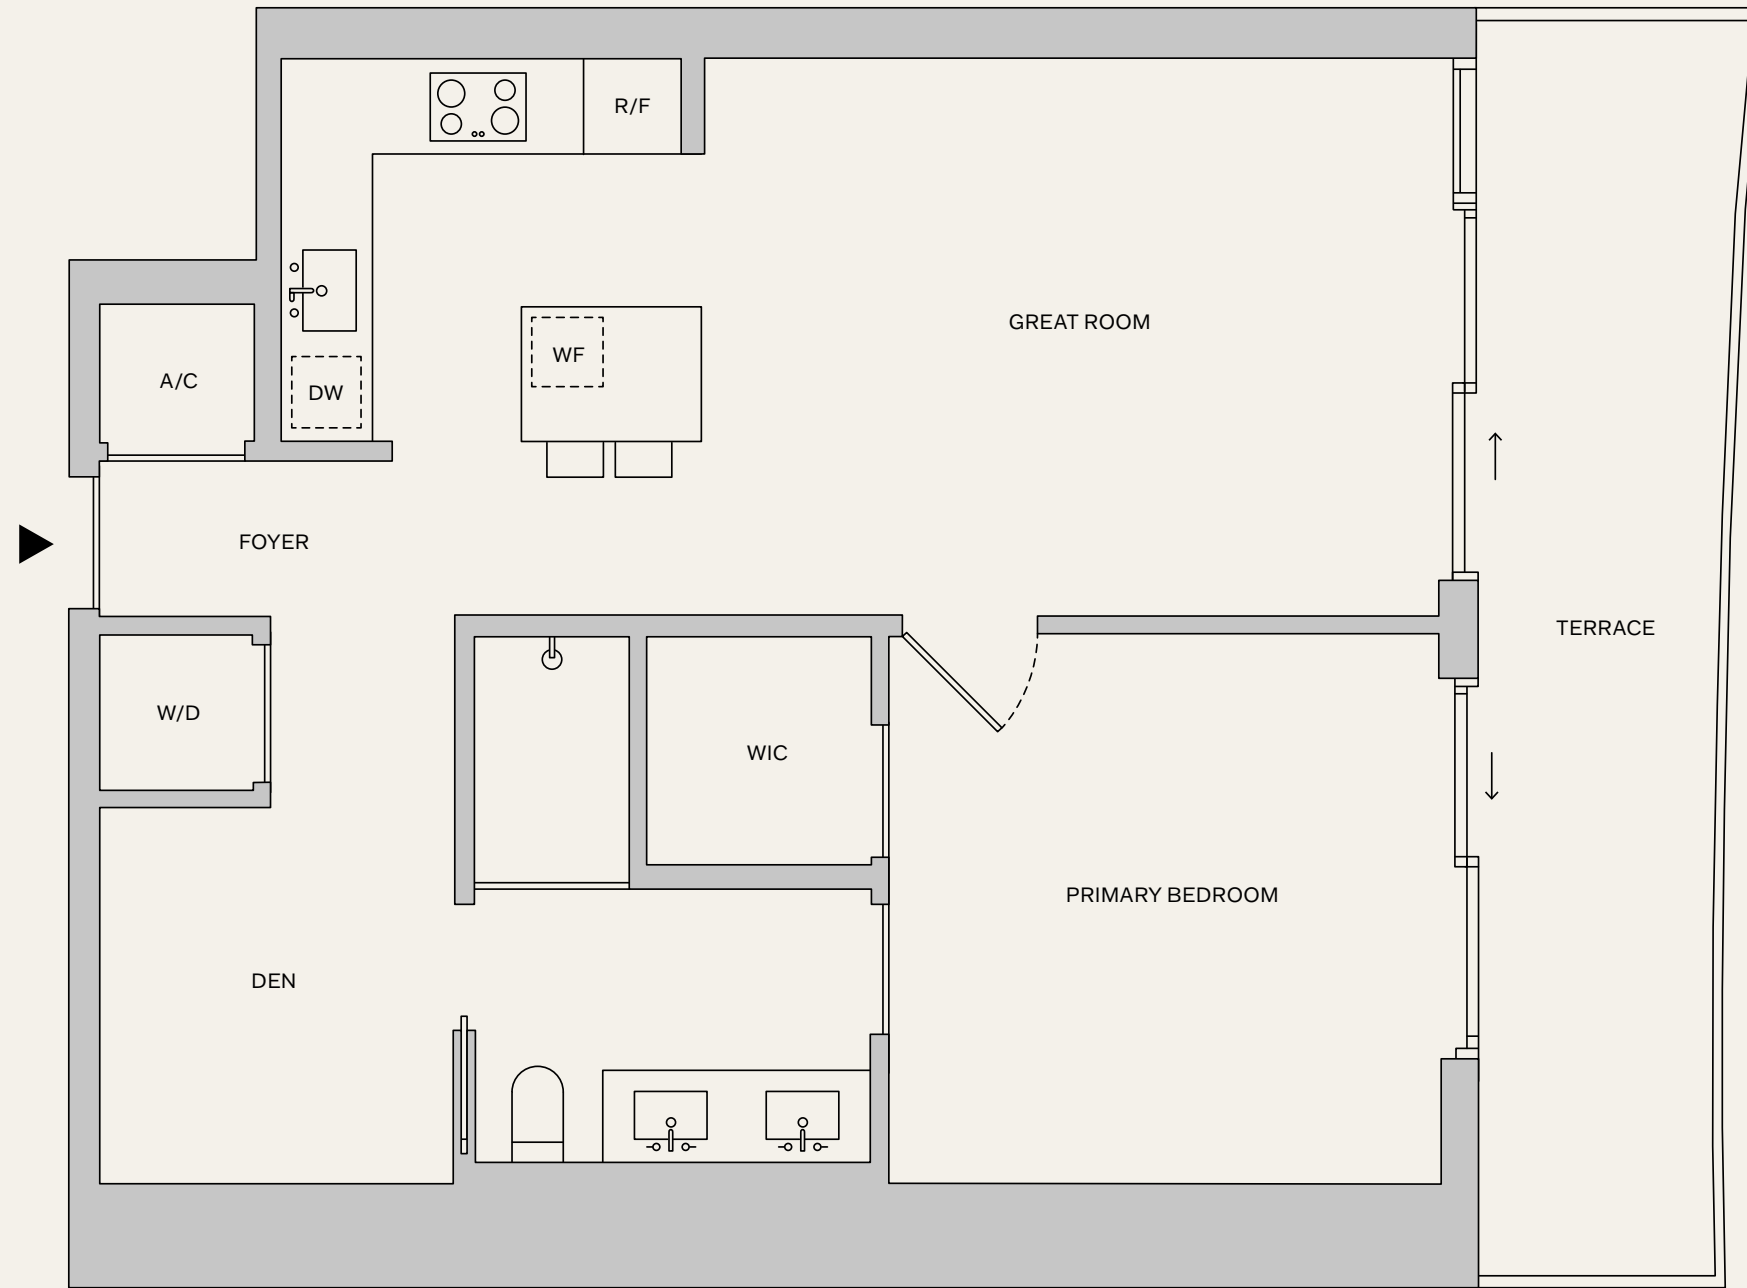 R/F
GREAT ROOM
WF
A/C
DW
FOYER
TERRACE
W/D
WIC
PRIMARY BEDROOM
DEN